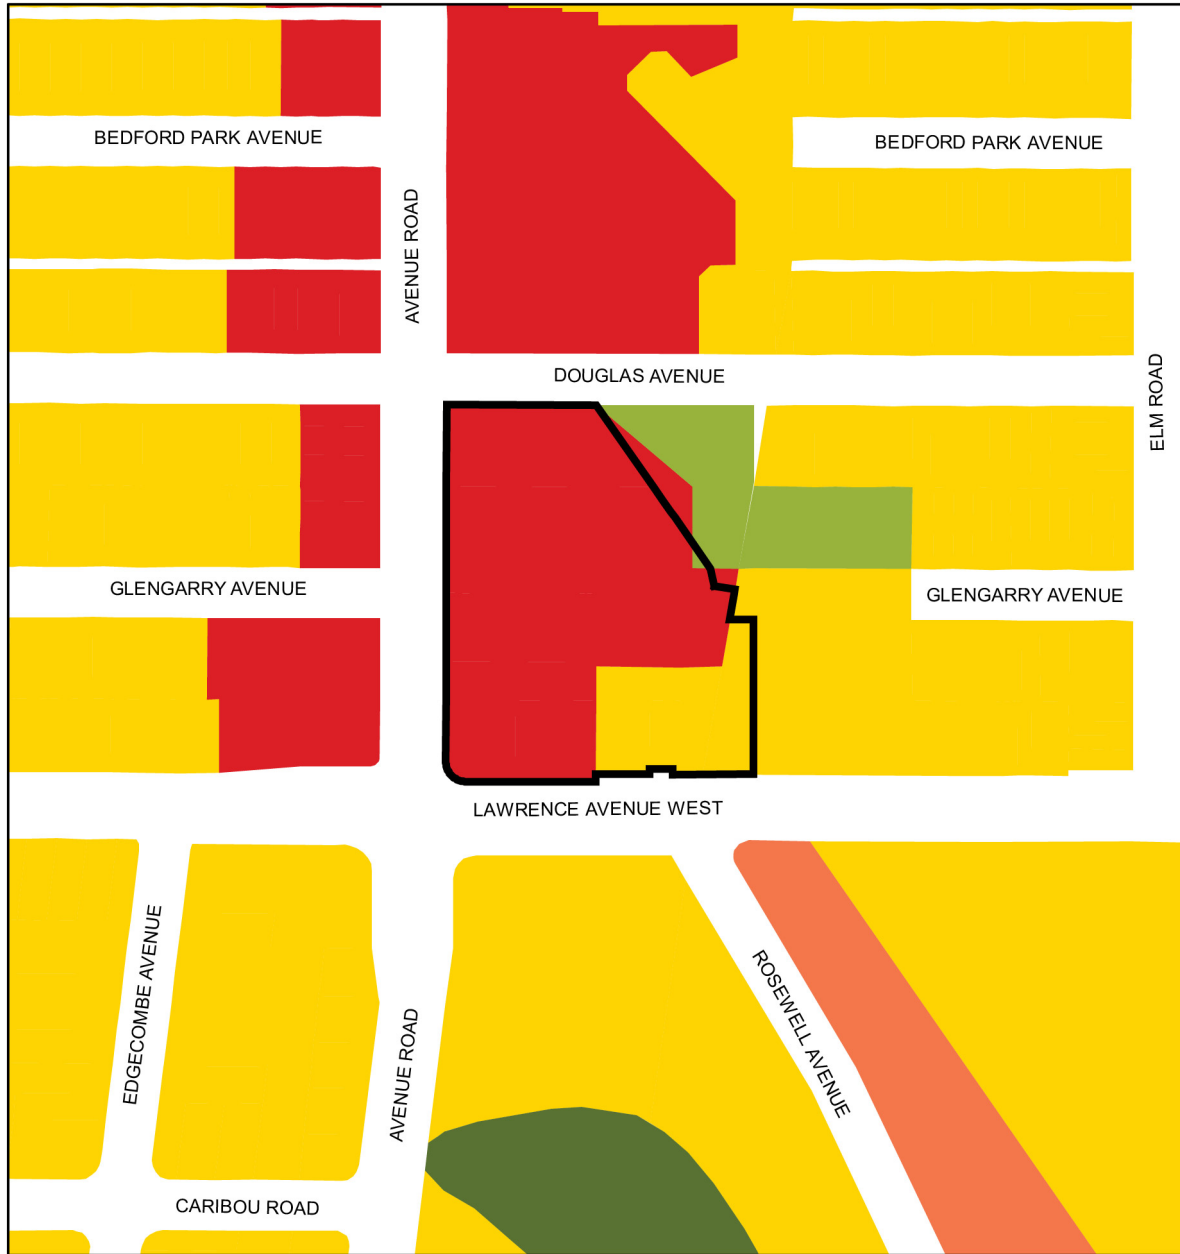 BEDFORD PARK AVENUE
BEDFORD PARK AVENUE
AVENUE ROAD
DOUGLAS AVENUE
ELM ROAD
GLENGARRY AVENUE
GLENGARRY AVENUE
LAWRENCE AVENUE WEST
EDGECOMBE AVENUE
AVENUE ROAD
ROSEWELL AVENUE
CARIBOU ROAD